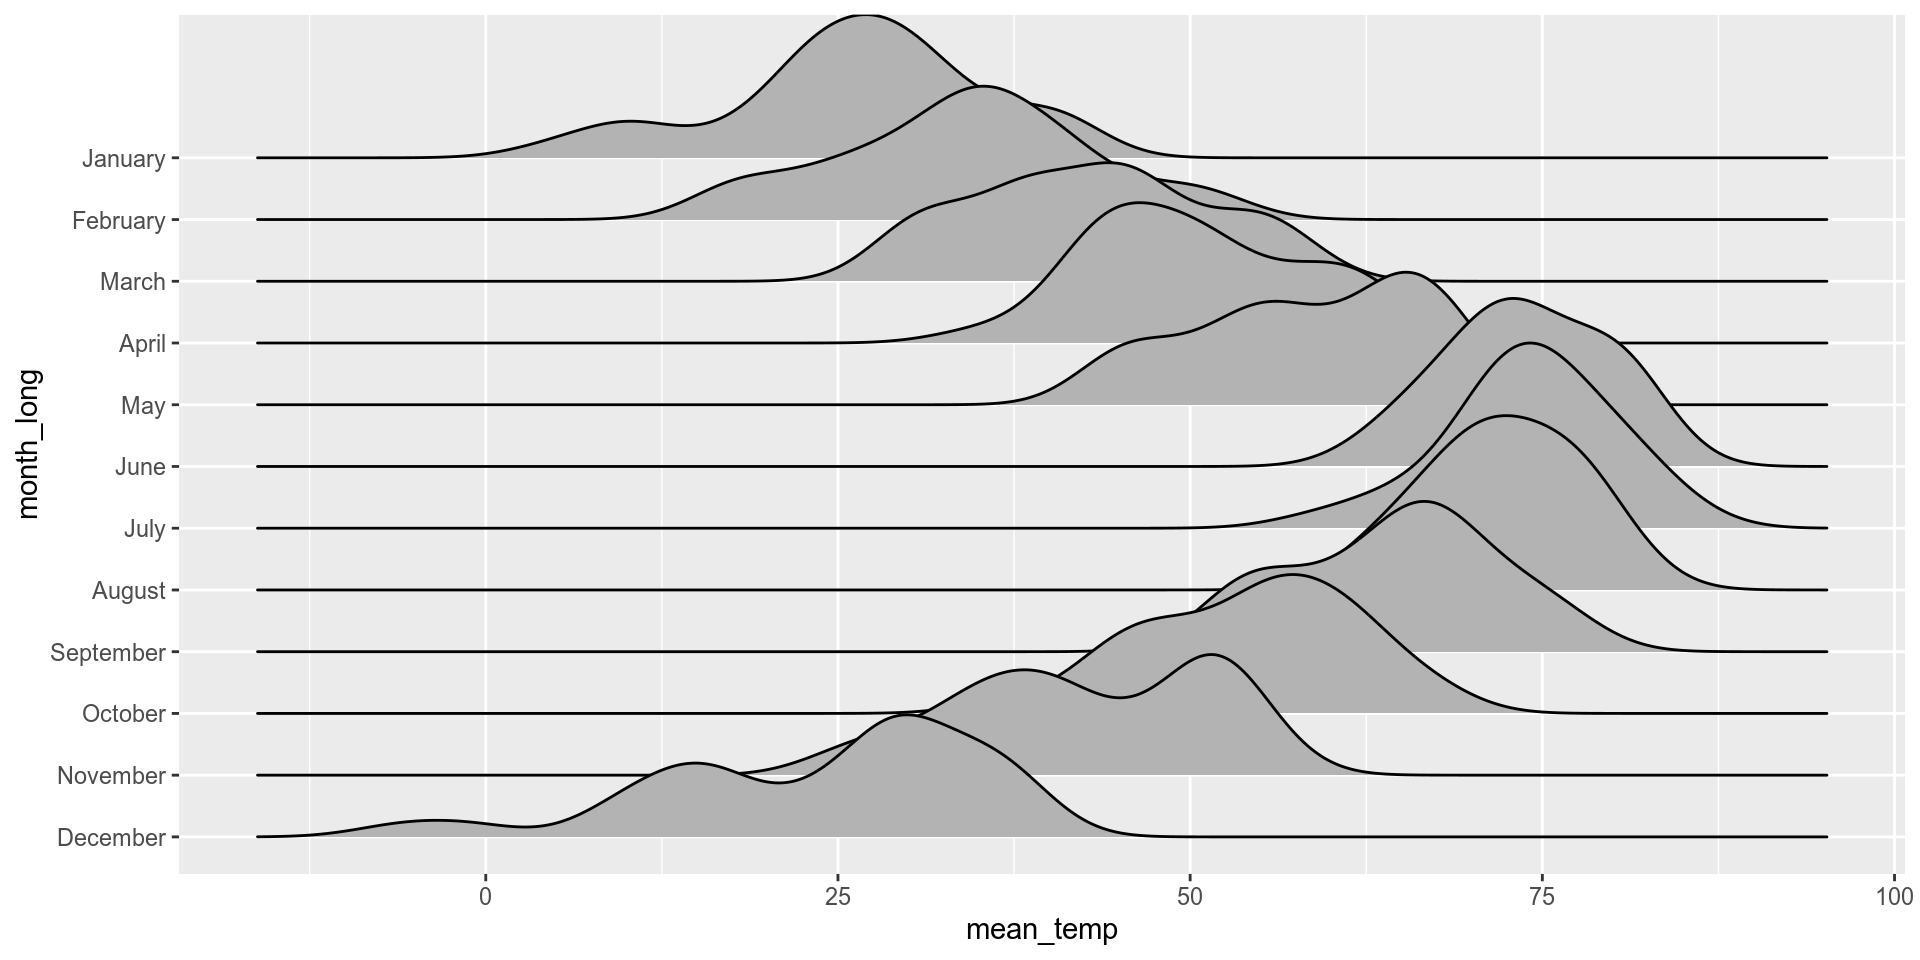 month_long
January
February
March
April
May
June
July
August
September
October
November
December
0 25 50 75 100
mean_temp